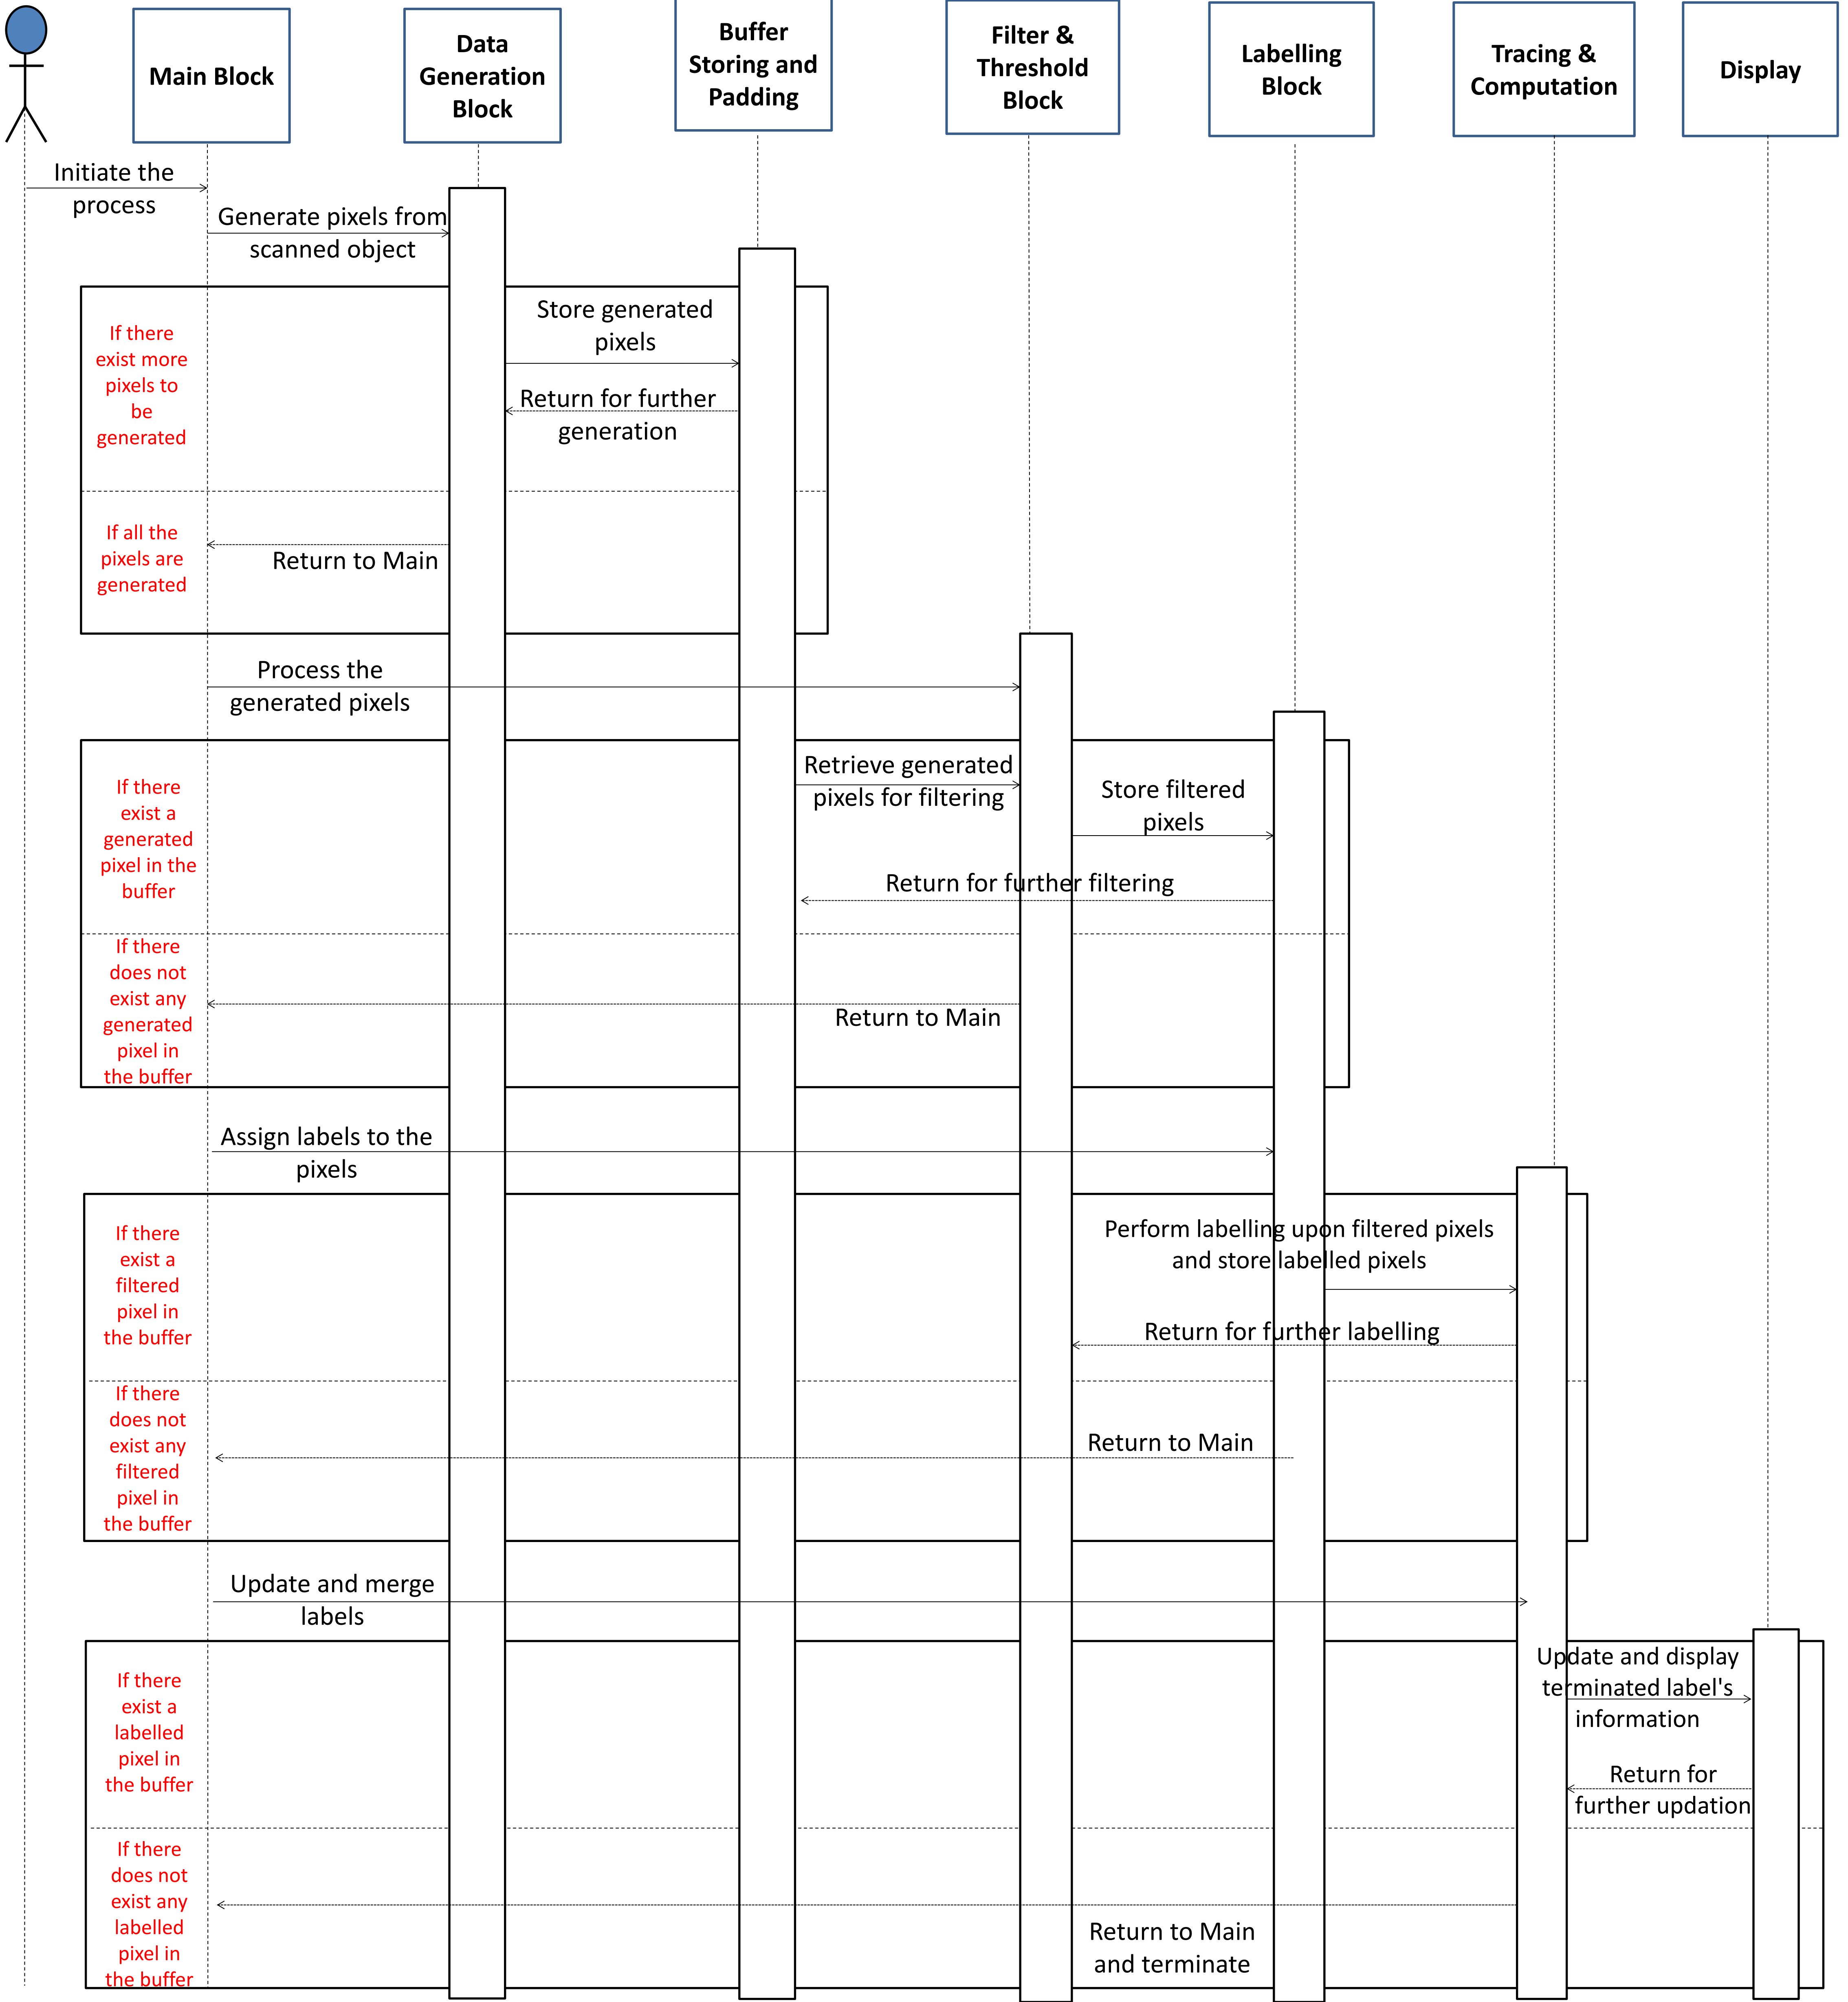 Main Block
Data
Generation
Block
Buffer
Storing and
Padding
Filter &
Threshold
Block
Labelling
Block
Tracing &
Computation
Display
Initiate the
process
Generate pixels from
scanned object
If there
exist more
pixels to
be
generated
Store generated
pixels
Return for further
generation
If all the
pixels are
generated
Return to Main
Process the
generated pixels
If there
exist a
generated
pixel in the
buffer
Retrieve generated
pixels for filtering
Store filtered
pixels
Return for further filtering
If there
does not
exist any
generated
pixel in
the buffer
Return to Main
Assign labels to the
pixels
If there
exist a
filtered
pixel in
the buffer
Perform labelling upon filtered pixels
and store labelled pixels
Return for further labelling
If there
does not
exist any
filtered
pixel in
the buffer
Return to Main
Update and merge
labels
If there
exist a
labelled
pixel in
the buffer
Update and display
terminated label's
information
Return for
further updation
If there
does not
exist any
labelled
pixel in
the buffer
Return to Main
and terminate